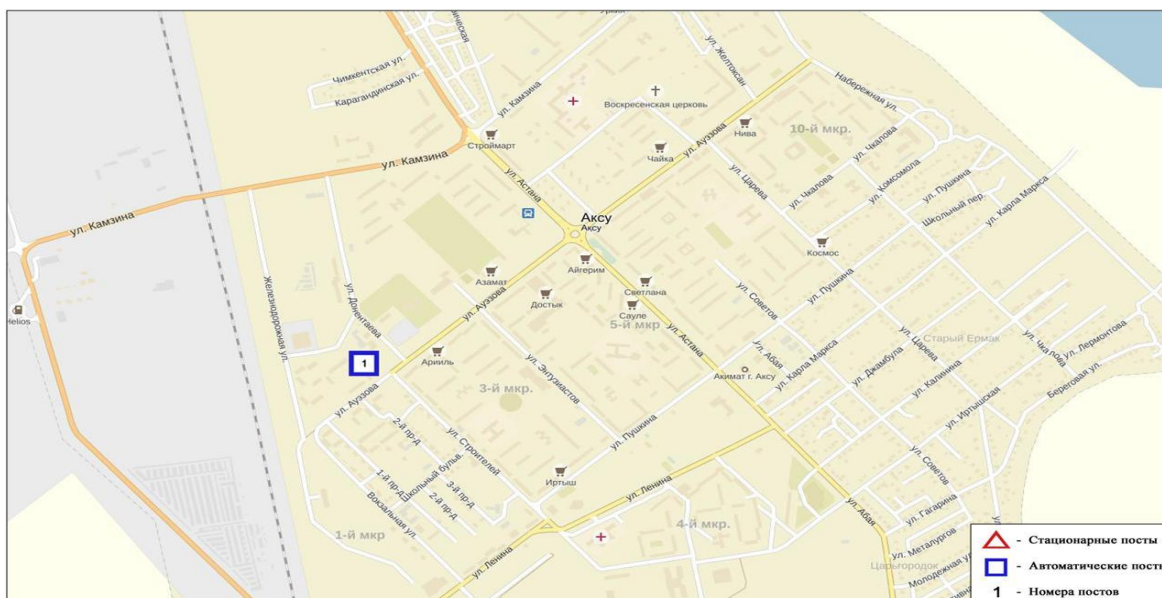 ул. Желтоксан
Чимкентская ул.
Карагандинская ул.
ул. Камзина
Воскресенская церковь
Набережная ул.
Строймарт
Нива
10-й мкр.
ул. Ауэзова
Чайка
ул. Камзина
ул. Чкалова
ул. Комсомола
ул. Пушкина
ул. Царева
ул. Чкалова
Школьный пер.
ул. Карла Маркса
ул. Астана
ул. Камзина
Аксу
Аксу
Космос
Айгерим
Азамат
Светлана
ул. Пушкина
Достык
ул. Советов
Сауле
Железнодорожная ул.
ул. Донентаева
ул. Ауэзова
Helios
5-й мкр
ул. Астана
Старый Ермак
ул. Чкалова
ул. Лермонтова
ул. Царева
ул. Абая
Ариилъ
1
ул. Карла Маркса
ул. Джамбула
ул. Калинина
Акимат г. Аксу
Береговая ул.
3-й мкр.
ул. Энтузиастов
ул. Ауэзова
ул. Иртышская
2-й пр-д
ул. Строителей
ул. Пушкина
Школьный бульв.
1-й пр-д
3-й пр-д
2-й пр-д
Иртыш
ул. Советов
ул. Ленина
Вокзальная ул.
1-й мкр.
4-й мкр.
ул. Абая
ул. Гагарина
ул. Металургов
Царьгородок
Молодежная ул.
ул. Ленина
- Стационарные посты
- Автоматические посты
1 - Номера постов